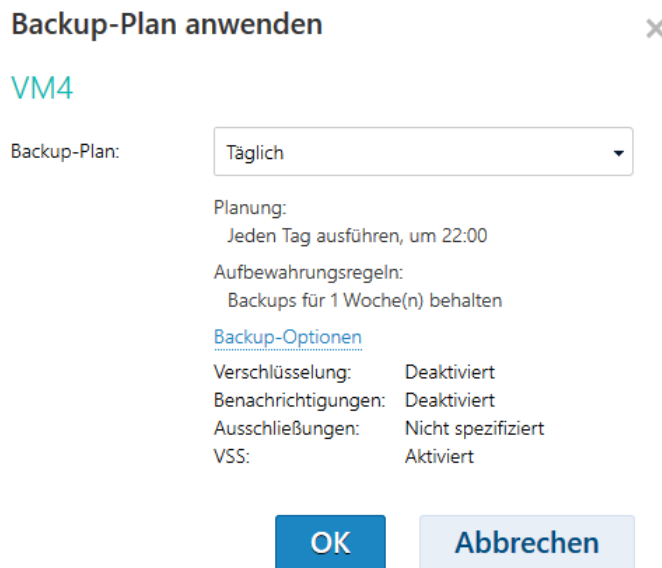 Backup-Plan anwenden
VM4
Backup-Plan: Täglich
Planung:
Jeden Tag ausführen, um 22:00
Aufbewahrungsregeln:
Backups für 1 Woche(n) behalten
Backup-Optionen
Verschlüsselung: Deaktiviert
Benachrichtigungen: Deaktiviert
Ausschließungen: Nicht spezifiziert
VSS: Aktiviert
OK Abbrechen